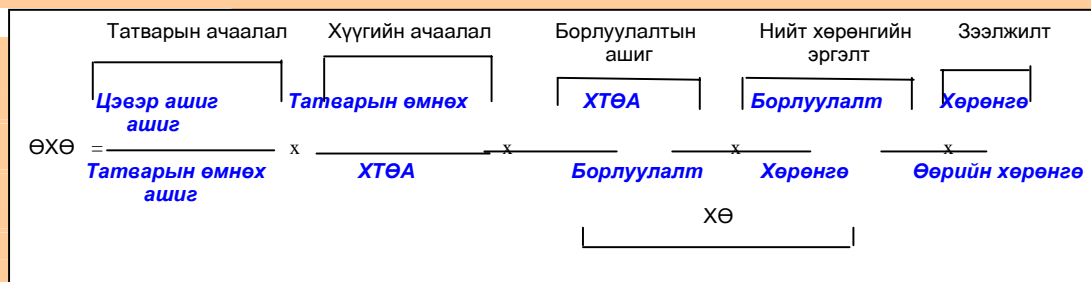 Татварын ачаалал Хүүгийн ачаалал Борлуулалтын ашиг Нийт хөрөнгийн эргэлт Зээлжилт
Цэвэр ашиг Татварын өмнөх ашиг ХТӨА Борлуулалт Хөрөнгө
ӨХӨ = x x x x
Татварын өмнөх ашиг ХТӨА Борлуулалт Хөрөнгө Өөрийн хөрөнгө
ХӨ